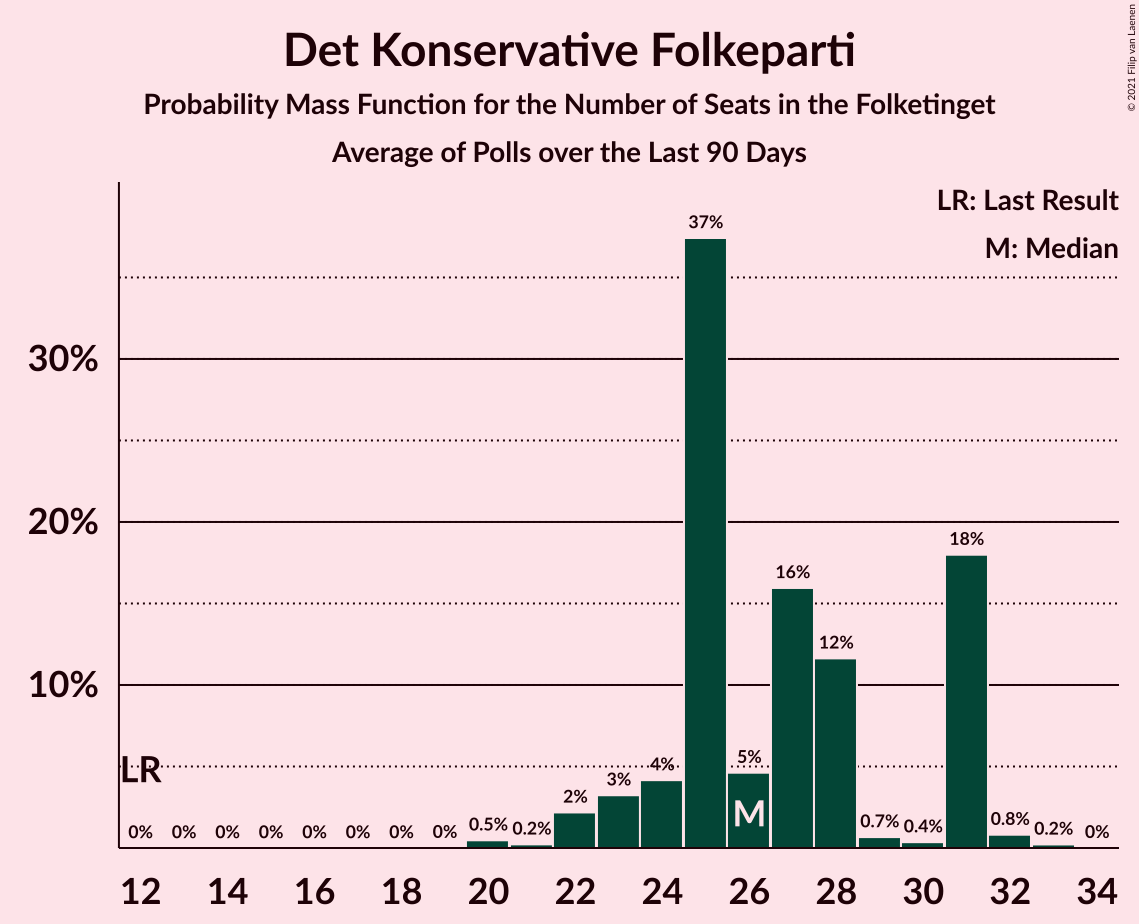 Det Konservative Folkeparti
Probability Mass Function for the Number of Seats in the Folketinget
Average of Polls over the Last 90 Days
© 2021 Filip van Laenen
LR: Last Result
M: Median
37%
30%
20%
18%
16%
12%
10%
LR
5%
4%
3%
2%
M
0% 0% 0% 0% 0% 0% 0% 0% 0.5% 0.2% 0.7% 0.4% 0.8% 0.2% 0%
12 14 16 18 20 22 24 26 28 30 32 34